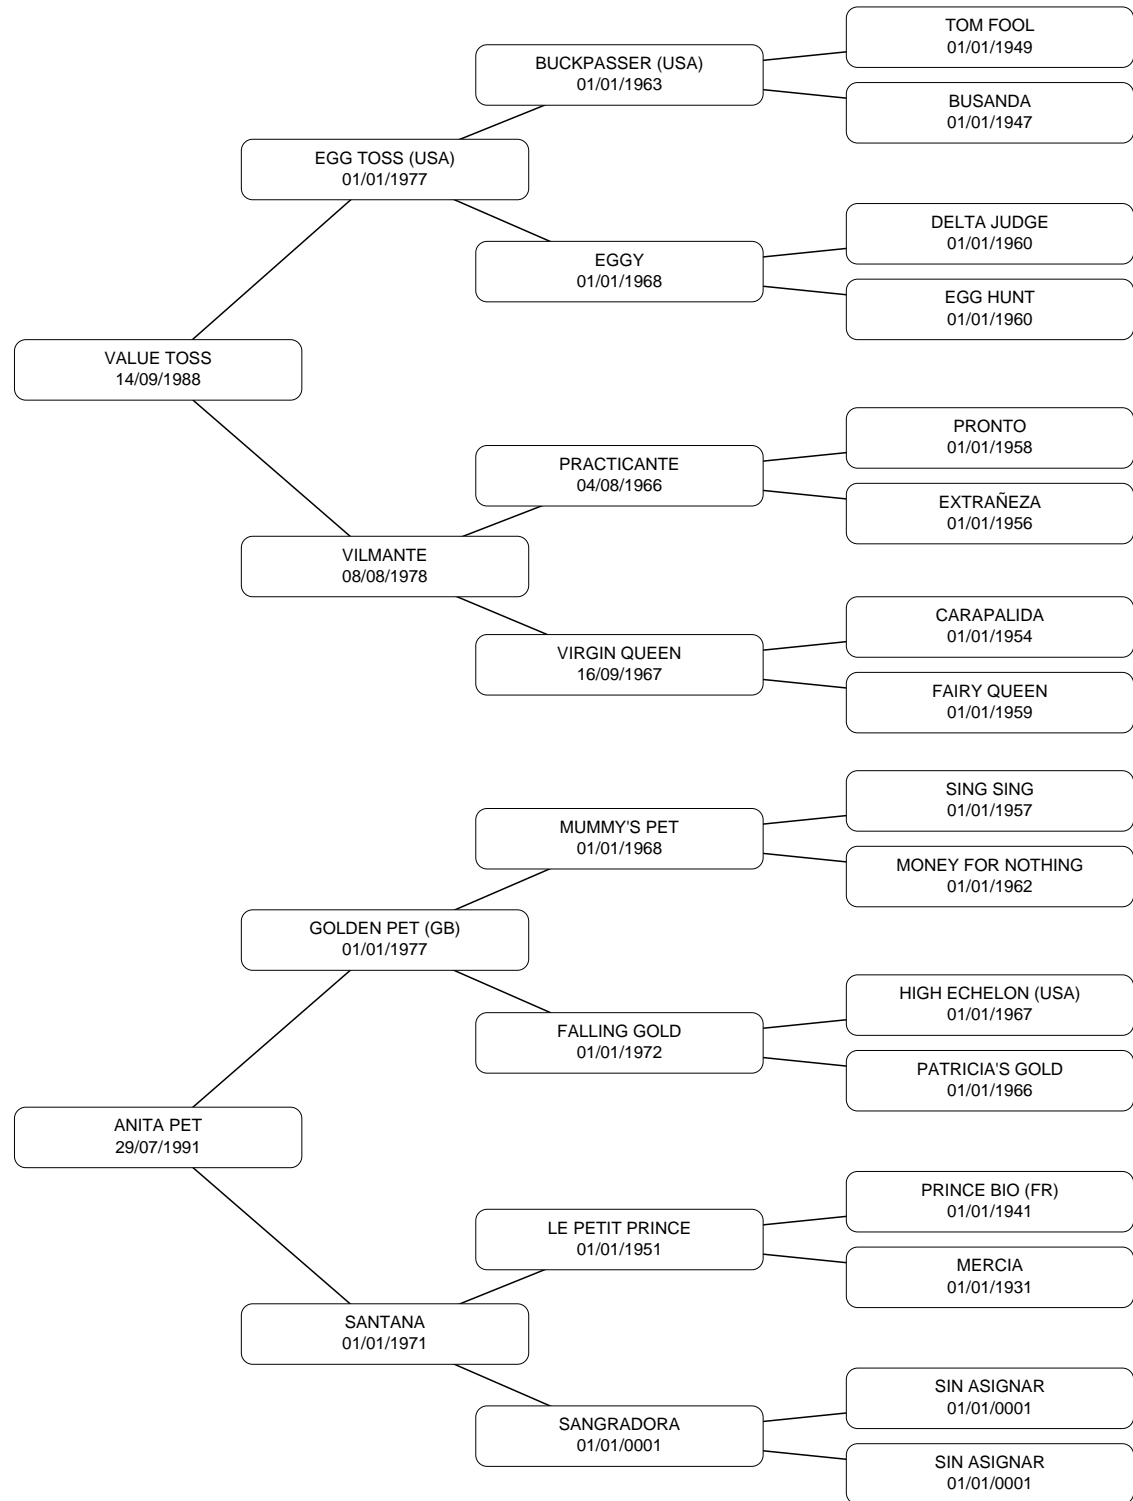 TOM FOOL
01/01/1949
BUCKPASSER (USA)
01/01/1963
BUSANDA
01/01/1947
EGG TOSS (USA)
01/01/1977
DELTA JUDGE
01/01/1960
EGGY
01/01/1968
EGG HUNT
01/01/1960
VALUE TOSS
14/09/1988
PRONTO
01/01/1958
PRACTICANTE
04/08/1966
EXTRAÑEZA
01/01/1956
VILMANTE
08/08/1978
CARAPALIDA
01/01/1954
VIRGIN QUEEN
16/09/1967
FAIRY QUEEN
01/01/1959
SING SING
01/01/1957
MUMMY'S PET
01/01/1968
MONEY FOR NOTHING
01/01/1962
GOLDEN PET (GB)
01/01/1977
HIGH ECHELON (USA)
01/01/1967
FALLING GOLD
01/01/1972
PATRICIA'S GOLD
01/01/1966
ANITA PET
29/07/1991
PRINCE BIO (FR)
01/01/1941
LE PETIT PRINCE
01/01/1951
MERCIA
01/01/1931
SANTANA
01/01/1971
SIN ASIGNAR
01/01/0001
SANGRADORA
01/01/0001
SIN ASIGNAR
01/01/0001